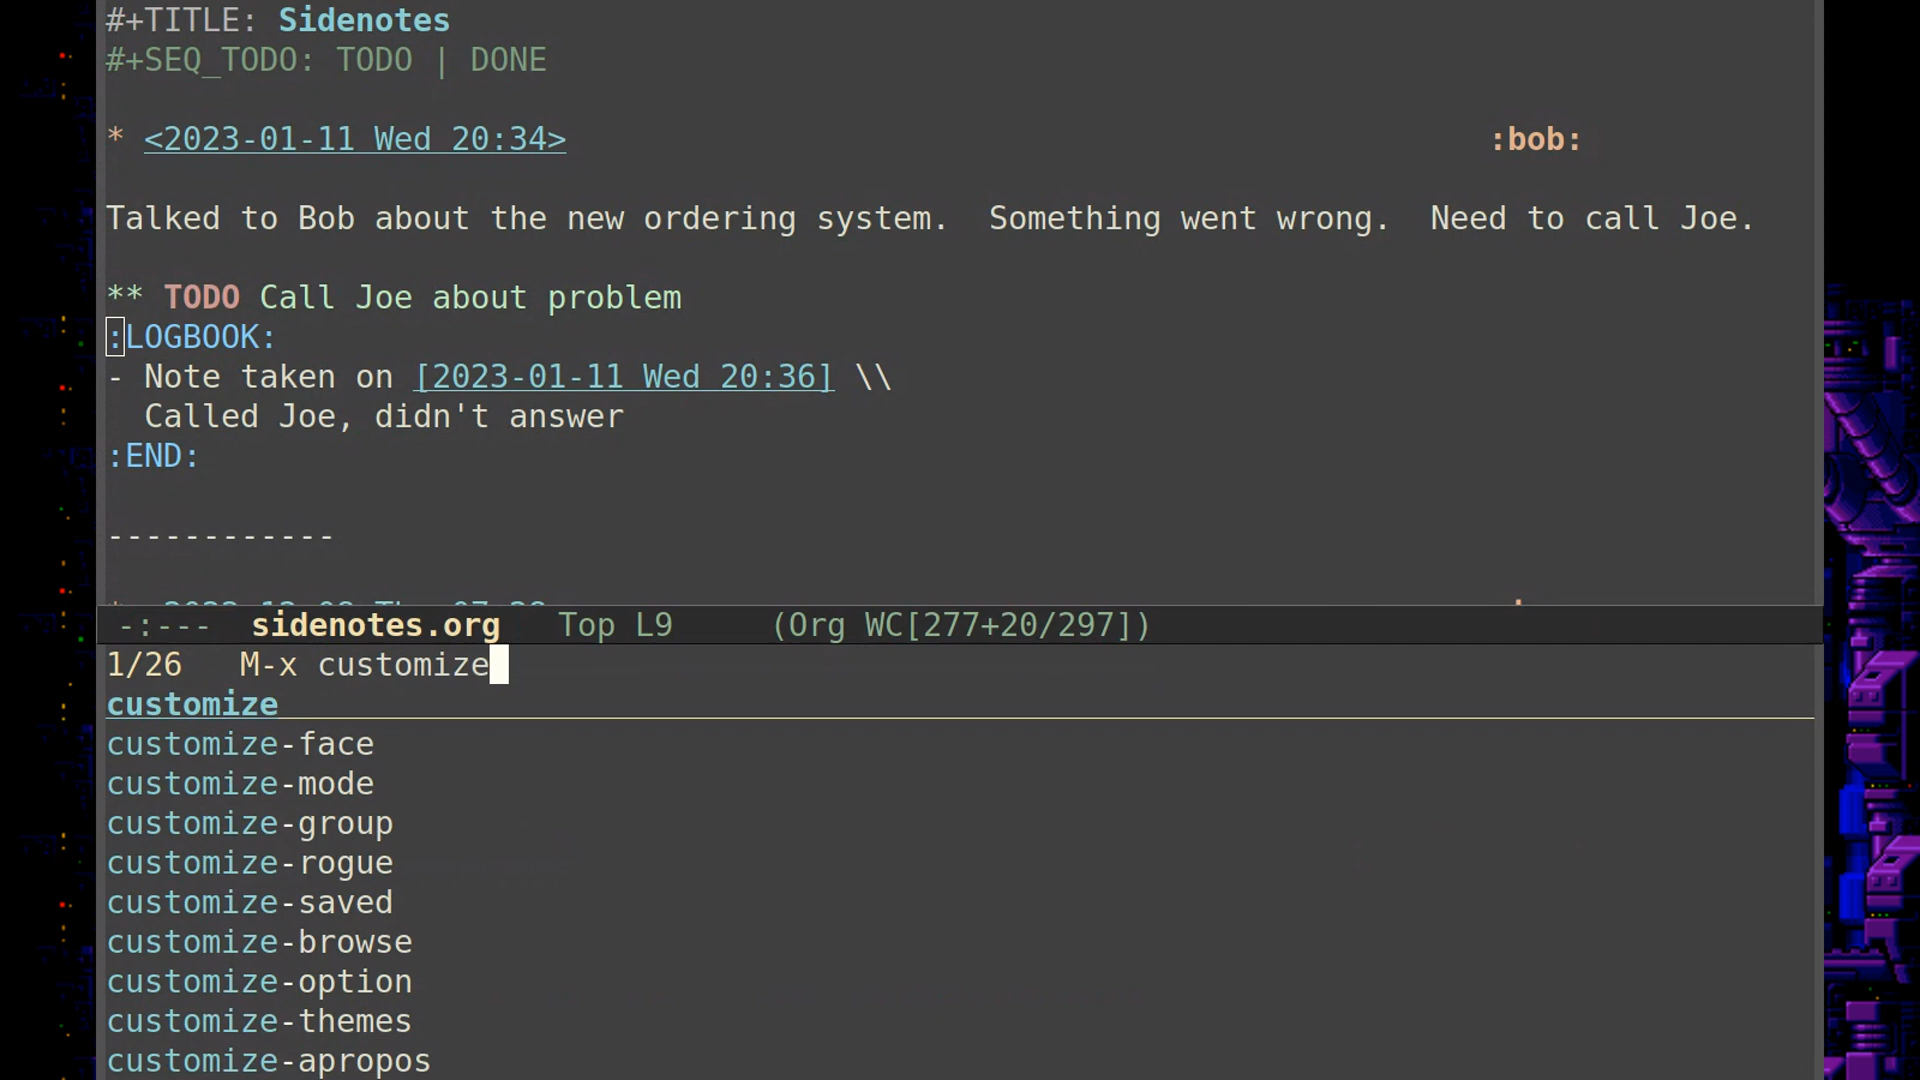 #+TITLE: Sidenotes
#+SEQ_TODO: TODO | DONE
* <2023-01-11 Wed 20:34> :bob:
Talked to Bob about the new ordering system.  Something went wrong.  Need to call Joe.
** TODO Call Joe about problem
:LOGBOOK:
- Note taken on [2023-01-11 Wed 20:36] \\
Called Joe, didn't answer
:END:
------------
-:--- sidenotes.org Top L9 (Org WC[277+20/297])
1/26 M-x customize
customize
customize-face
customize-mode
customize-group
customize-rogue
customize-saved
customize-browse
customize-option
customize-themes
customize-apropos